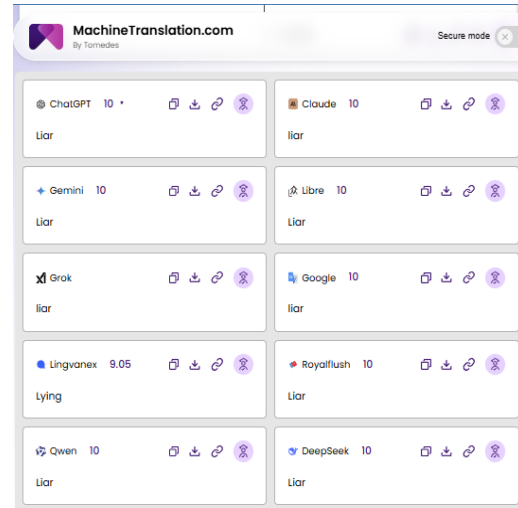 MachineTranslation.com
By Tomedes
Secure mode
ChatGPT 10
Liar
Claude 10
liar
Gemini 10
Liar
Libre 10
Liar
Grok
liar
Google 10
liar
Lingvanex 9.05
Lying
Royalflush 10
Liar
Qwen 10
Liar
DeepSeek 10
Liar